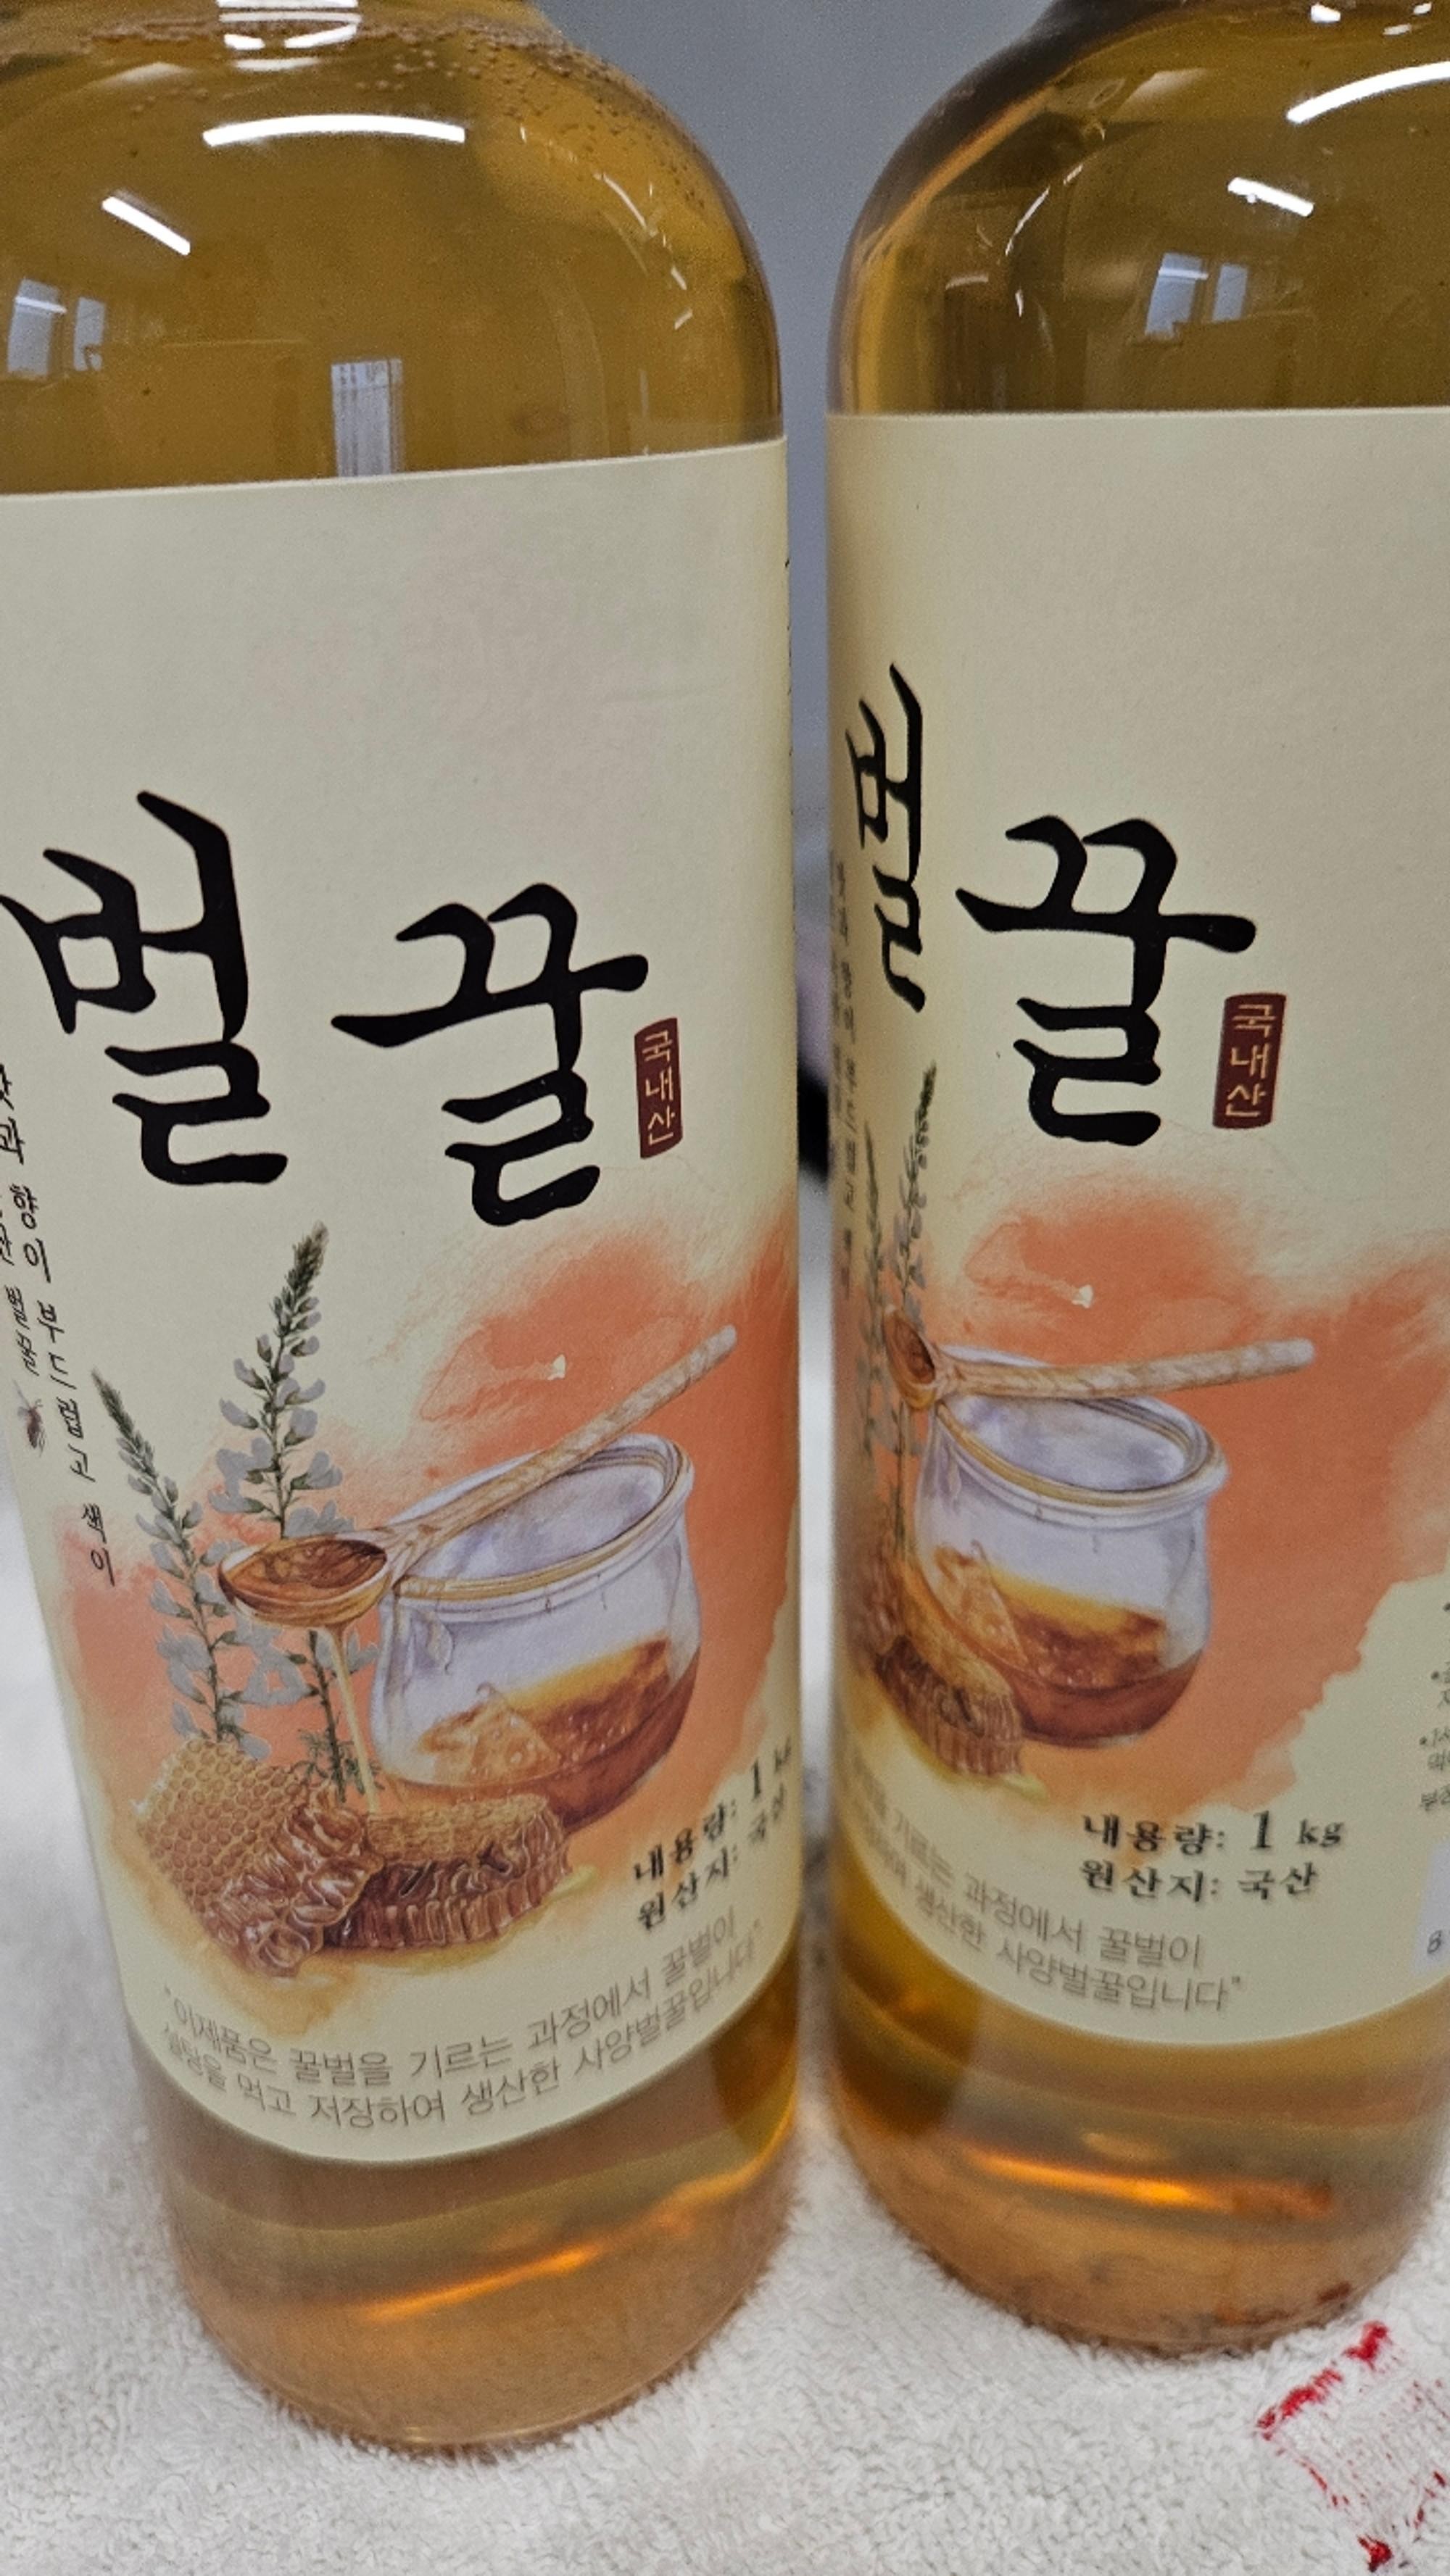 벌꿀
국내산
맛과 향이 부드럽고 색이
내용량: 1 kg
원산지: 국산
"이제품은 꿀벌을 기르는 과정에서 꿀벌이
설탕을 먹고 저장하여 생산한 사양벌꿀입니다"
벌꿀
국내산
내용량: 1 kg
원산지: 국산
기르는 과정에서 꿀벌이
생산한 사양벌꿀입니다"